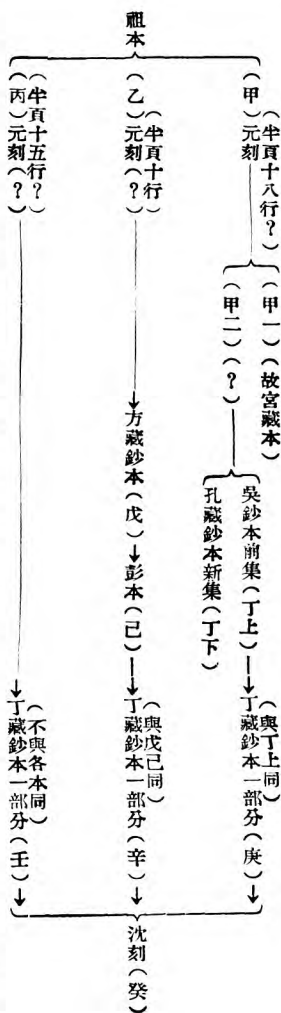 祖本
（半頁十八行？）
（甲）元刻
（甲一）（故宮藏本）
（甲二）（？）
吳鈔本前集（丁上）
孔藏鈔本新集（丁下）
（與丁上同）
丁藏鈔本一部分（庚）
（半頁十行）
（乙）元刻（？）
方藏鈔本（戊）
彭本（己）
（與戊己同）
丁藏鈔本一部分（辛）
（半頁十五行？）
（丙）元刻（？）
（不與各本同）
丁藏鈔本一部分（壬）
沈刻（癸）